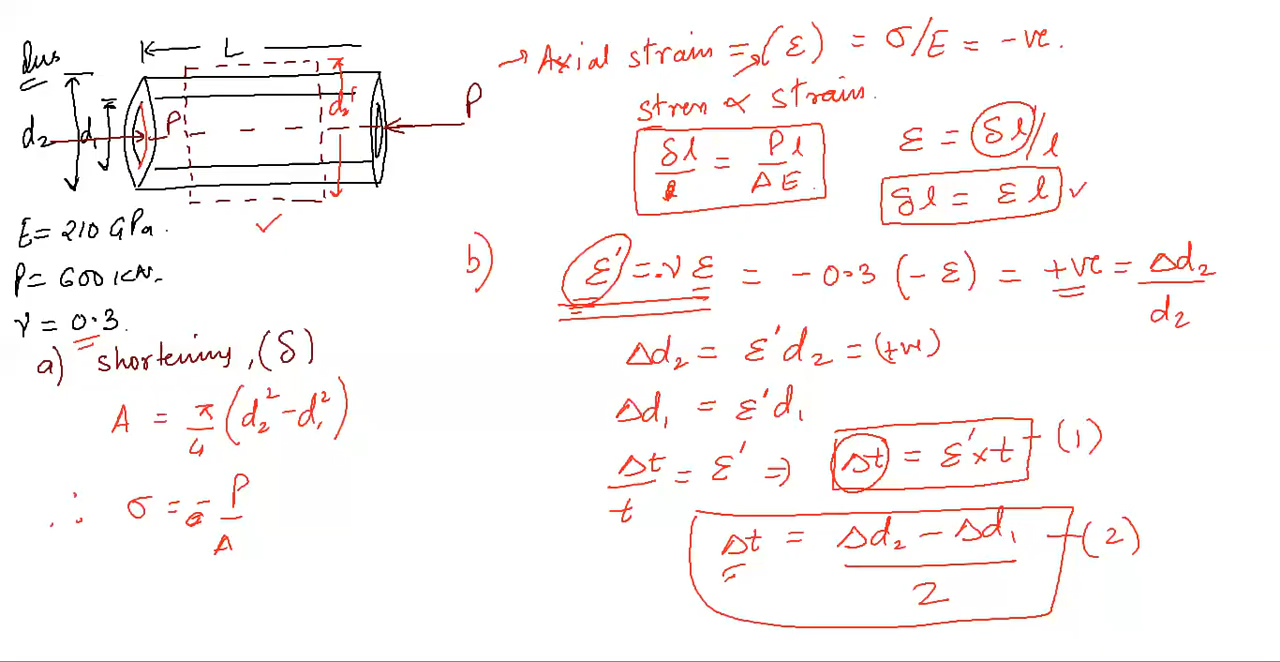 L
d₂
d₁
P
d₂'
P
E = 210 GPa.
P = 600 KN.
γ = 0.3.
a) shortening, (δ)
A = π/4 (d₂² - d₁²)
∴ σ = - P/A
→ Axial strain = (ε) = σ/E = -ve.
stress ∝ strain.
δl = Pl/AE
ε = δl/l
δl = εl ✓
b) ε' = -ν ε = -0.3 (-ε) = +ve = Δd₂/d₂
Δd₂ = ε'd₂ = (+ve)
Δd₁ = ε'd₁
Δt/t = ε' ⇒ Δt = ε'×t - (1)
Δt = Δd₂ - Δd₁/2 - (2)